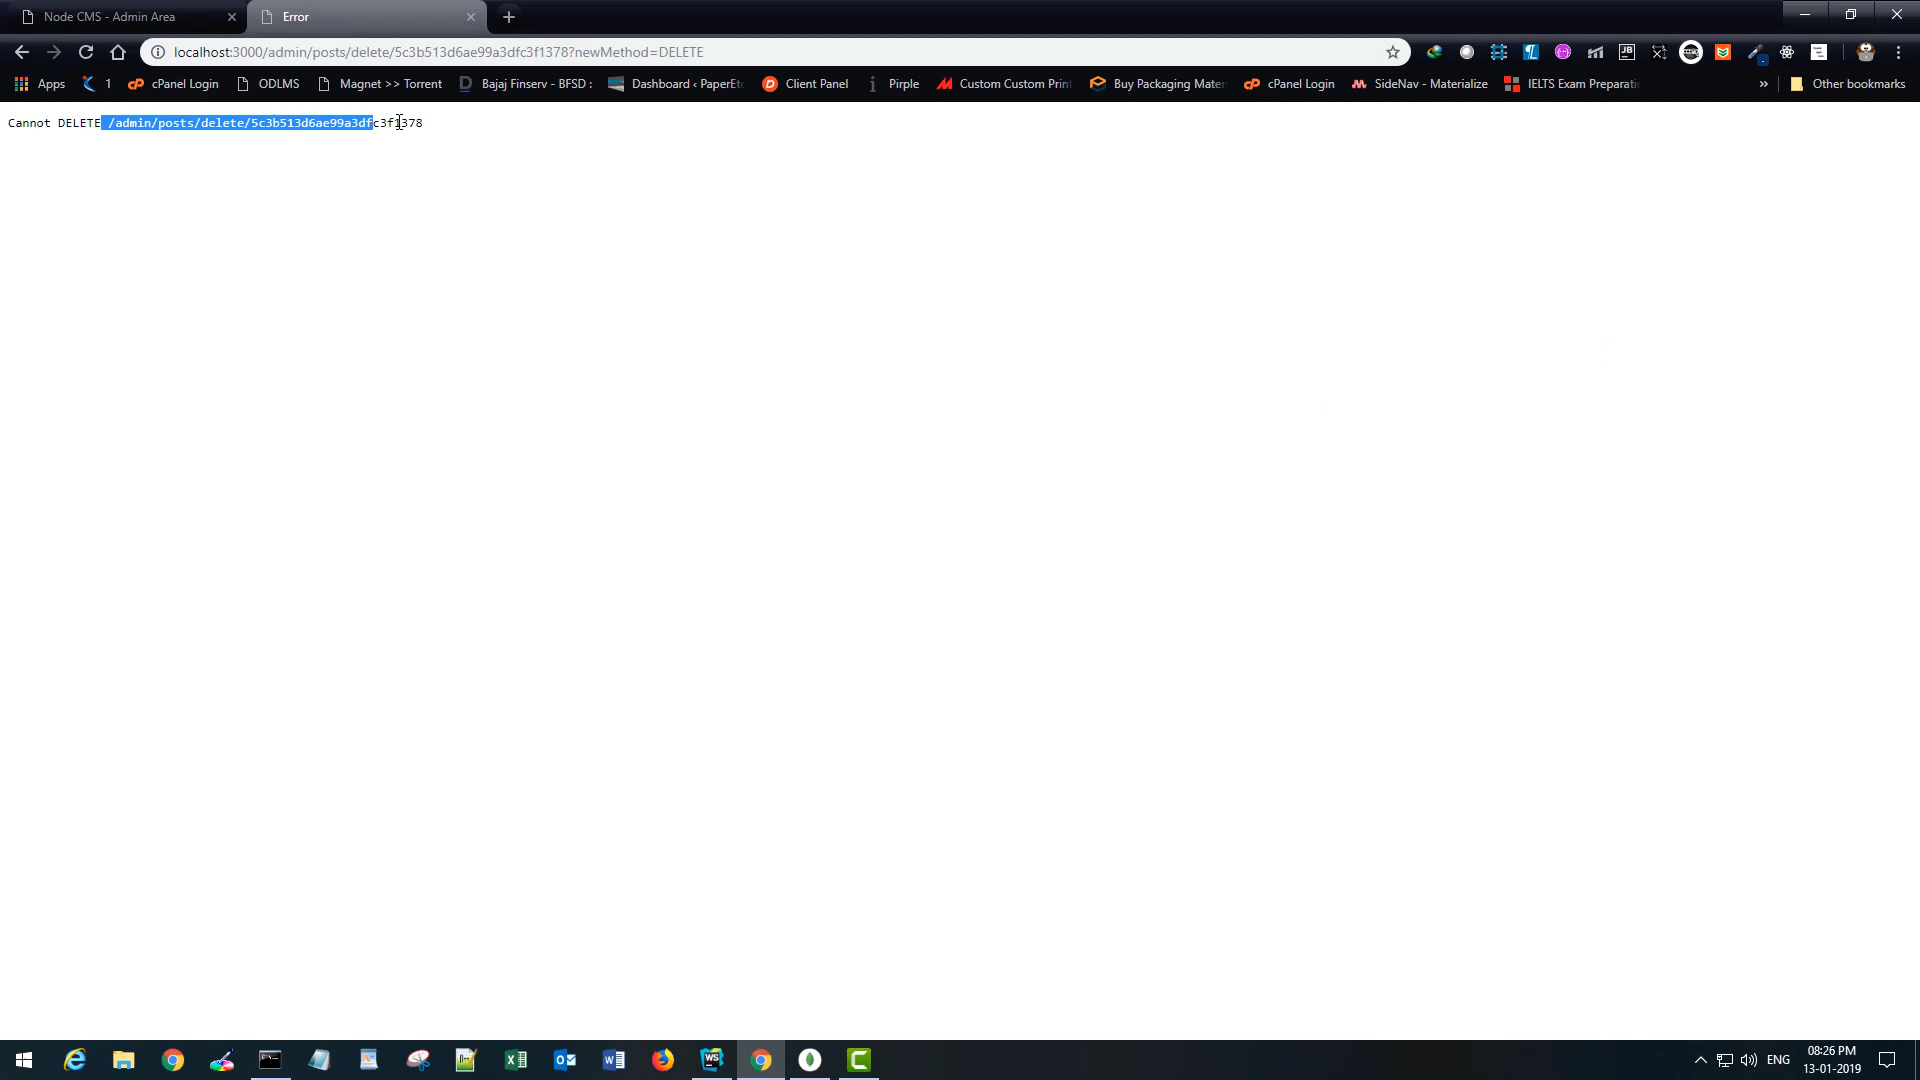 Node CMS - Admin Area
Error
localhost:3000/admin/posts/delete/5c3b513d6ae99a3dfc3f1378?newMethod=DELETE
Apps
1
cPanel Login
ODLMS
Magnet >> Torrent
Bajaj Finserv - BFSD :
Dashboard ‹ PaperEtc
Client Panel
Pirple
Custom Custom Print
Buy Packaging Mater
cPanel Login
SideNav - Materialize
IELTS Exam Preparati
»
Other bookmarks
Cannot DELETE /admin/posts/delete/5c3b513d6ae99a3dfc3f1378
ENG
08:26 PM
13-01-2019